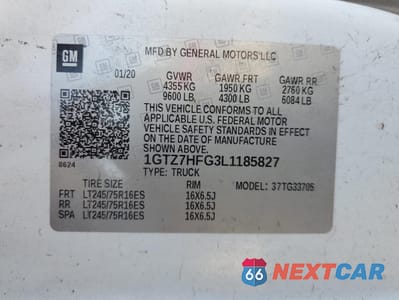 GM
MFD BY GENERAL MOTORS LLC
01/20
GVWR GAWR FRT GAWR RR
4355 KG 1950 KG 2760 KG
9600 LB 4300 LB 6084 LB
THIS VEHICLE CONFORMS TO ALL
APPLICABLE U.S. FEDERAL MOTOR
VEHICLE SAFETY STANDARDS IN
EFFECT ON THE DATE OF MANUFACTURE
SHOWN ABOVE.
1GTZ7HFG3L1185827
8624
TYPE: TRUCK
TIRE SIZE RIM MODEL: 37TG33705
FRT LT245/75R16ES 16X6.5J
RR LT245/75R16ES 16X6.5J
SPA LT245/75R16ES 16X6.5J
66 NEXTCAR